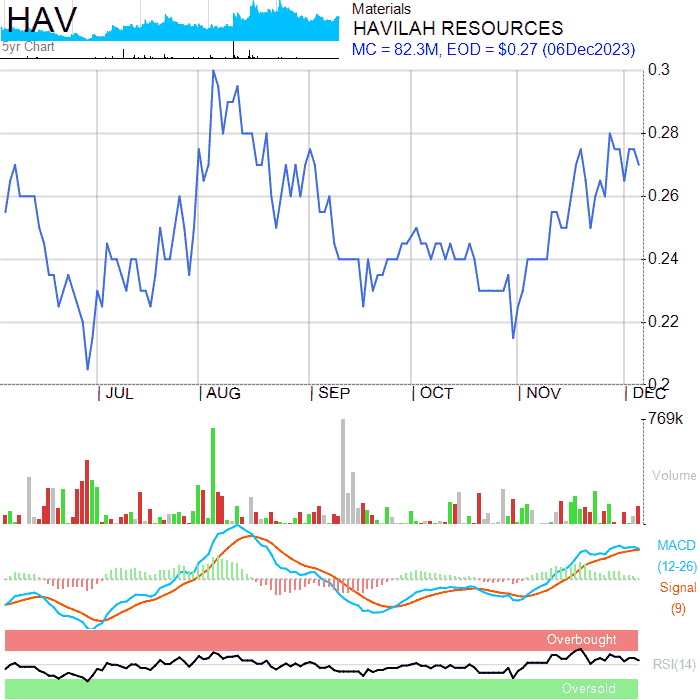 HAV
5yr Chart
Materials
HAVILAH RESOURCES
MC = 82.3M, EOD = $0.27 (06Dec2023)
0.3
0.28
0.26
0.24
0.22
0.2
JUL AUG SEP OCT NOV DEC
769k
Volume
MACD
(12-26)
Signal
(9)
Overbought
RSI(14)
Oversold